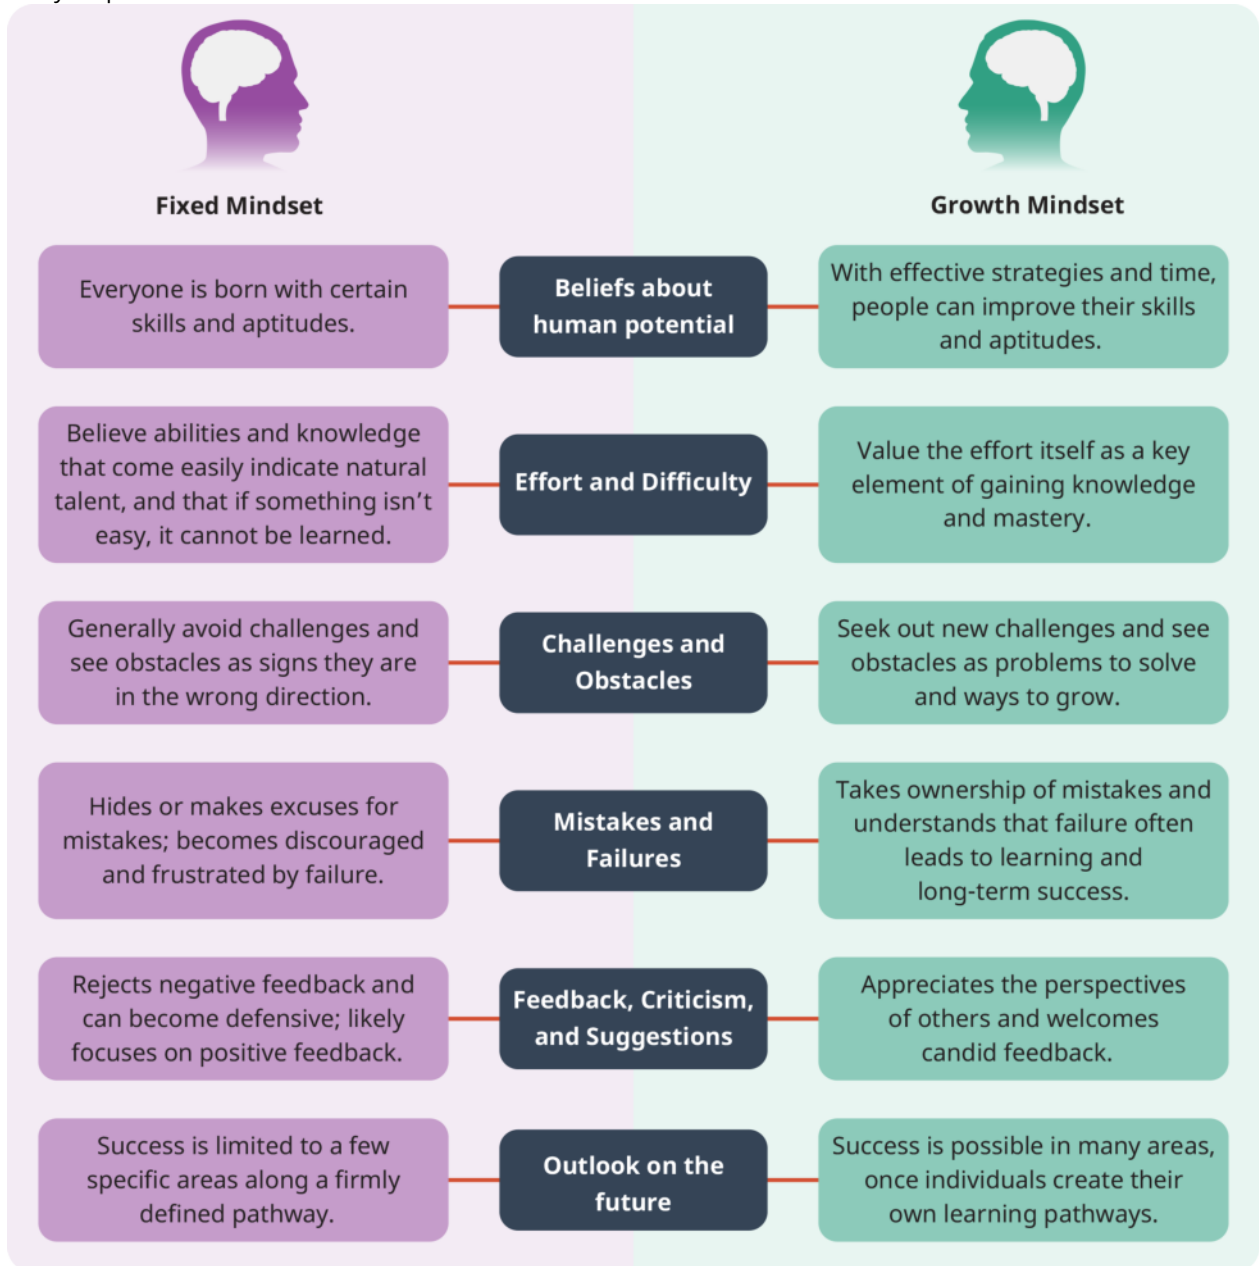 Fixed Mindset
Growth Mindset
Everyone is born with certain
skills and aptitudes.
Beliefs about
human potential
With effective strategies and time,
people can improve their skills
and aptitudes.
Believe abilities and knowledge
that come easily indicate natural
talent, and that if something isn’t
easy, it cannot be learned.
Effort and Difficulty
Value the effort itself as a key
element of gaining knowledge
and mastery.
Generally avoid challenges and
see obstacles as signs they are
in the wrong direction.
Challenges and
Obstacles
Seek out new challenges and see
obstacles as problems to solve
and ways to grow.
Hides or makes excuses for
mistakes; becomes discouraged
and frustrated by failure.
Mistakes and
Failures
Takes ownership of mistakes and
understands that failure often
leads to learning and
long-term success.
Rejects negative feedback and
can become defensive; likely
focuses on positive feedback.
Feedback, Criticism,
and Suggestions
Appreciates the perspectives
of others and welcomes
candid feedback.
Success is limited to a few
specific areas along a firmly
defined pathway.
Outlook on the
future
Success is possible in many areas,
once individuals create their
own learning pathways.